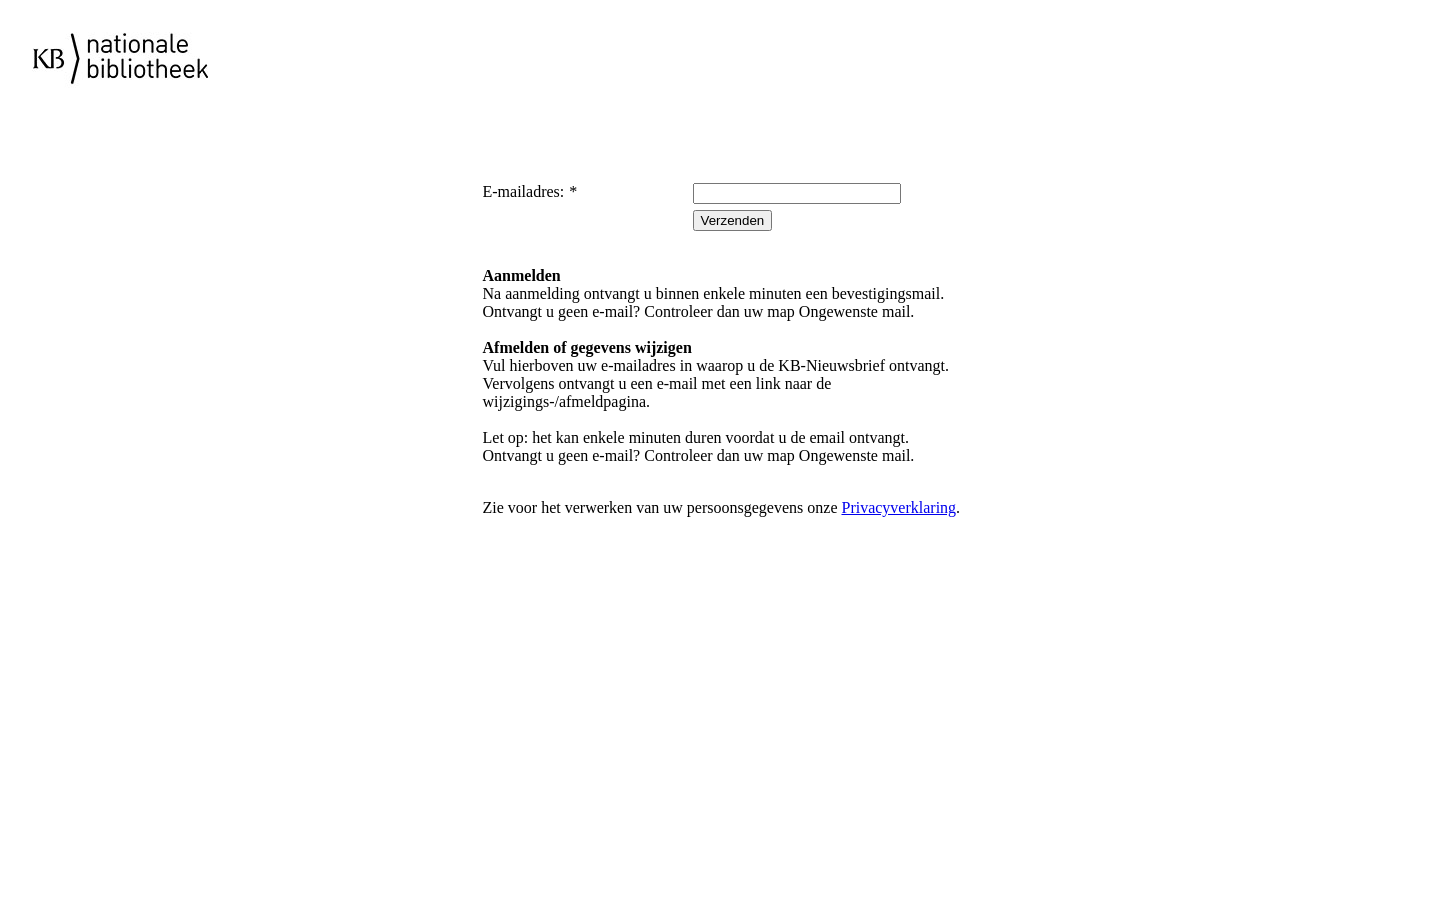 KB nationale
bibliotheek
E-mailadres: *
Verzenden
Aanmelden
Na aanmelding ontvangt u binnen enkele minuten een bevestigingsmail.
Ontvangt u geen e-mail? Controleer dan uw map Ongewenste mail.
Afmelden of gegevens wijzigen
Vul hierboven uw e-mailadres in waarop u de KB-Nieuwsbrief ontvangt.
Vervolgens ontvangt u een e-mail met een link naar de
wijzigings-/afmeldpagina.
Let op: het kan enkele minuten duren voordat u de email ontvangt.
Ontvangt u geen e-mail? Controleer dan uw map Ongewenste mail.
Zie voor het verwerken van uw persoonsgegevens onze Privacyverklaring.